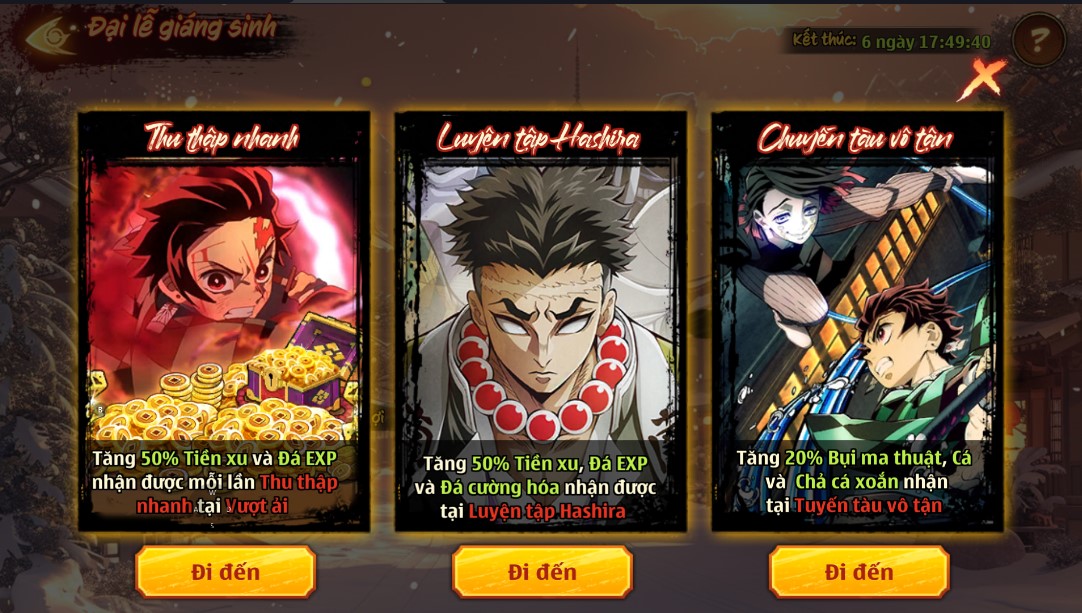 Đại lễ giáng sinh
Kết thúc: 6 ngày 17:49:40
?
Thu thập nhanh
Luyện tập Hashira
Chuyến tàu vô tận
Tăng 50% Tiền xu và Đá EXP
nhận được mỗi lần Thu thập
nhanh tại Vượt ải
Tăng 50% Tiền xu, Đá EXP
và Đá cường hóa nhận được
tại Luyện tập Hashira
Tăng 20% Bụi ma thuật, Cá
và Chả cá xoắn nhận
tại Tuyến tàu vô tận
Đi đến
Đi đến
Đi đến